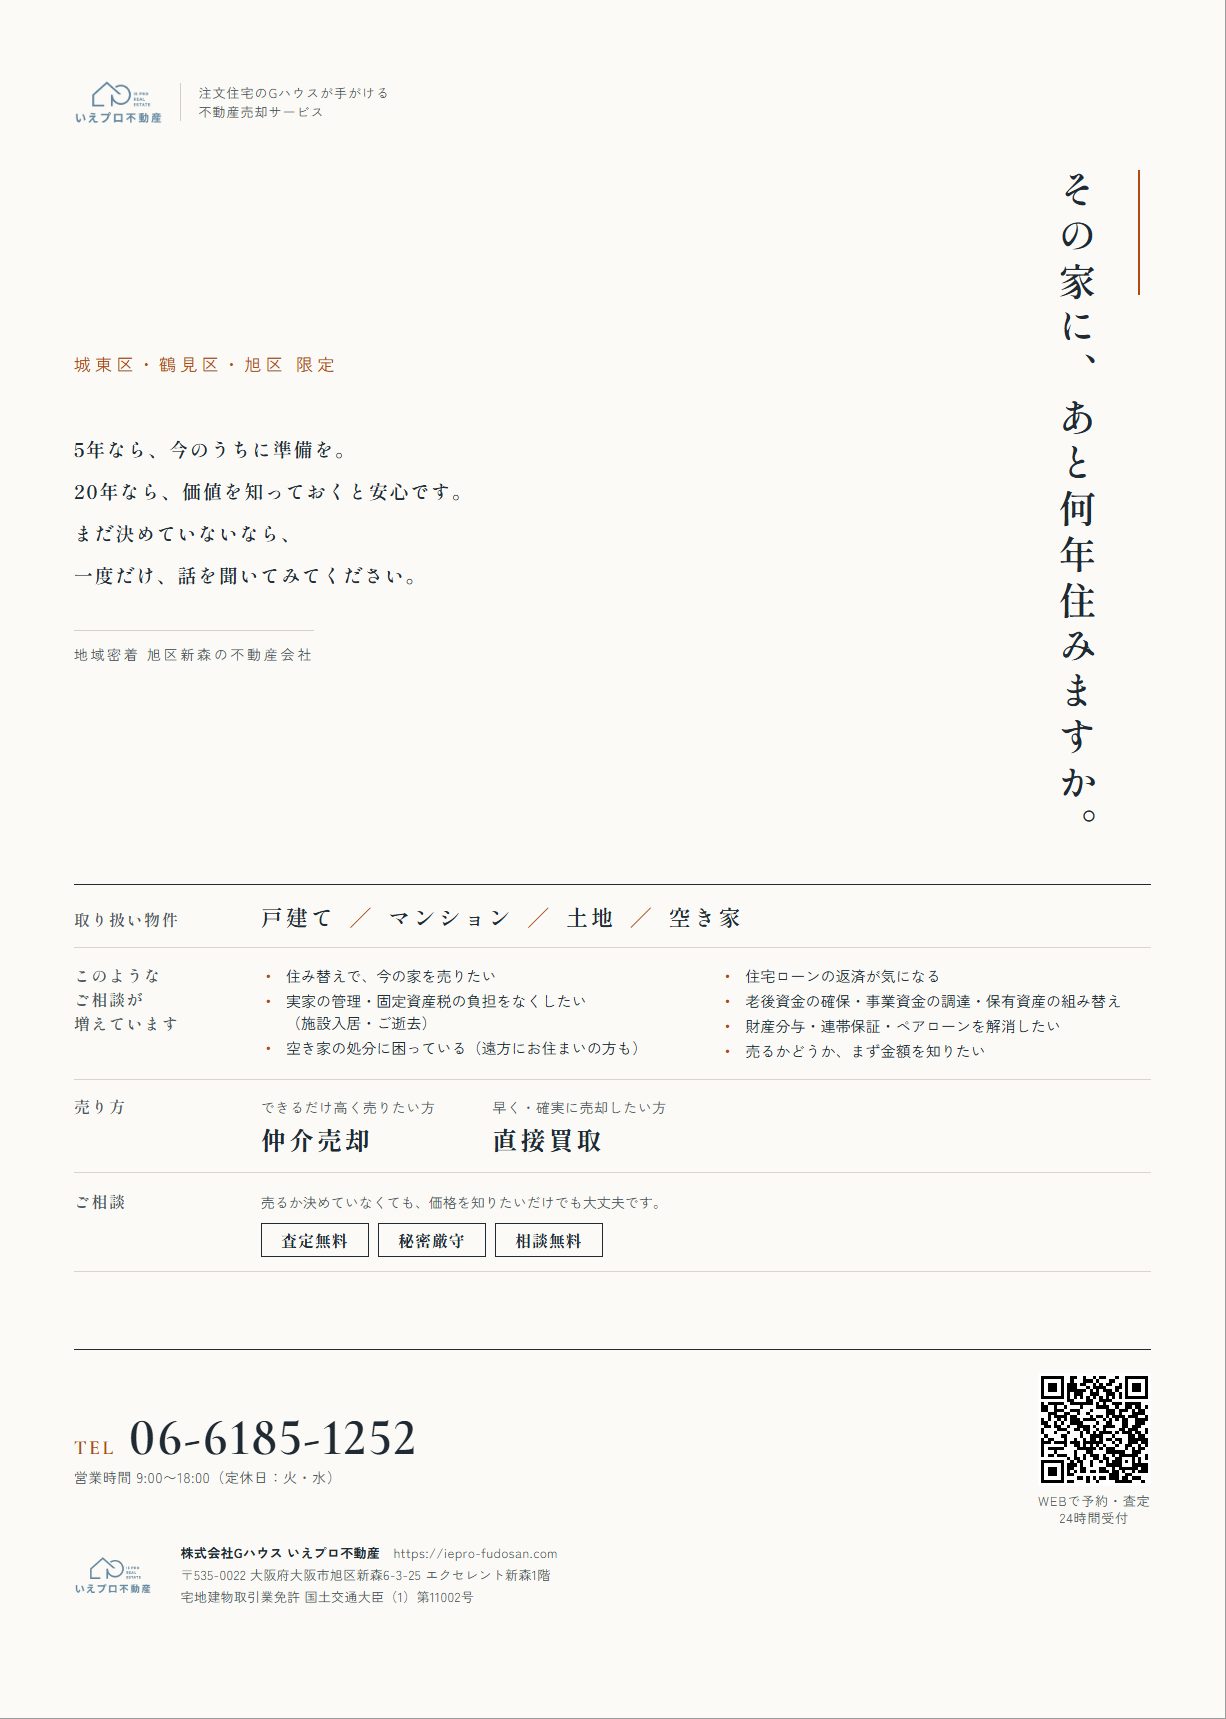 IE PRO
REAL
ESTATE
いえプロ不動産
注文住宅のGハウスが手がける
不動産売却サービス
その家に、あと何年住みますか。
城東区・鶴見区・旭区 限定
5年なら、今のうちに準備を。
20年なら、価値を知っておくと安心です。
まだ決めていないなら、
一度だけ、話を聞いてみてください。
地域密着 旭区新森の不動産会社
取り扱い物件
戸建て ／ マンション ／ 土地 ／ 空き家
このような
ご相談が
増えています
・ 住み替えで、今の家を売りたい
・ 実家の管理・固定資産税の負担をなくしたい
（施設入居・ご逝去）
・ 空き家の処分に困っている（遠方にお住まいの方も）
・ 住宅ローンの返済が気になる
・ 老後資金の確保・事業資金の調達・保有資産の組み替え
・ 財産分与・連帯保証・ペアローンを解消したい
・ 売るかどうか、まず金額を知りたい
売り方
できるだけ高く売りたい方
仲介売却
早く・確実に売却したい方
直接買取
ご相談
売るか決めていなくても、価格を知りたいだけでも大丈夫です。
査定無料
秘密厳守
相談無料
TEL 06-6185-1252
営業時間 9:00〜18:00（定休日：火・水）
WEBで予約・査定
24時間受付
IE PRO
REAL
ESTATE
いえプロ不動産
株式会社Gハウス いえプロ不動産 https://iepro-fudosan.com
〒535-0022 大阪府大阪市旭区新森6-3-25 エクセレント新森1階
宅地建物取引業免許 国土交通大臣（1）第11002号